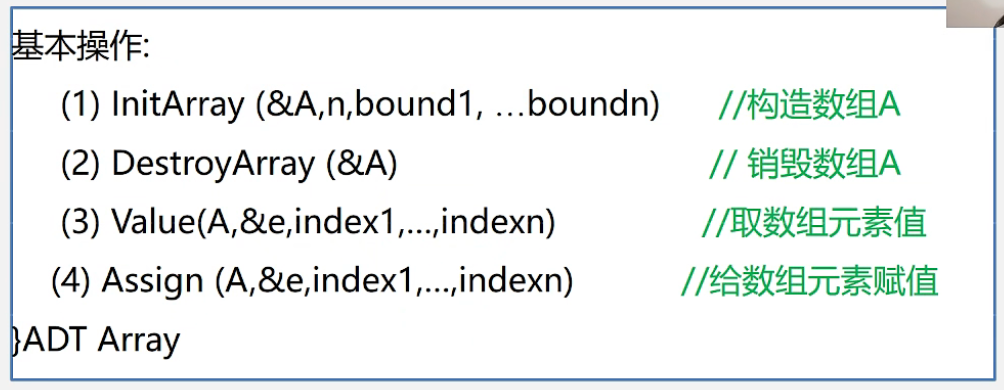 基本操作:
(1) InitArray (&A,n,bound1, …boundn) //构造数组A
(2) DestroyArray (&A) // 销毁数组A
(3) Value(A,&e,index1,…,indexn) //取数组元素值
(4) Assign (A,&e,index1,…,indexn) //给数组元素赋值
}ADT Array